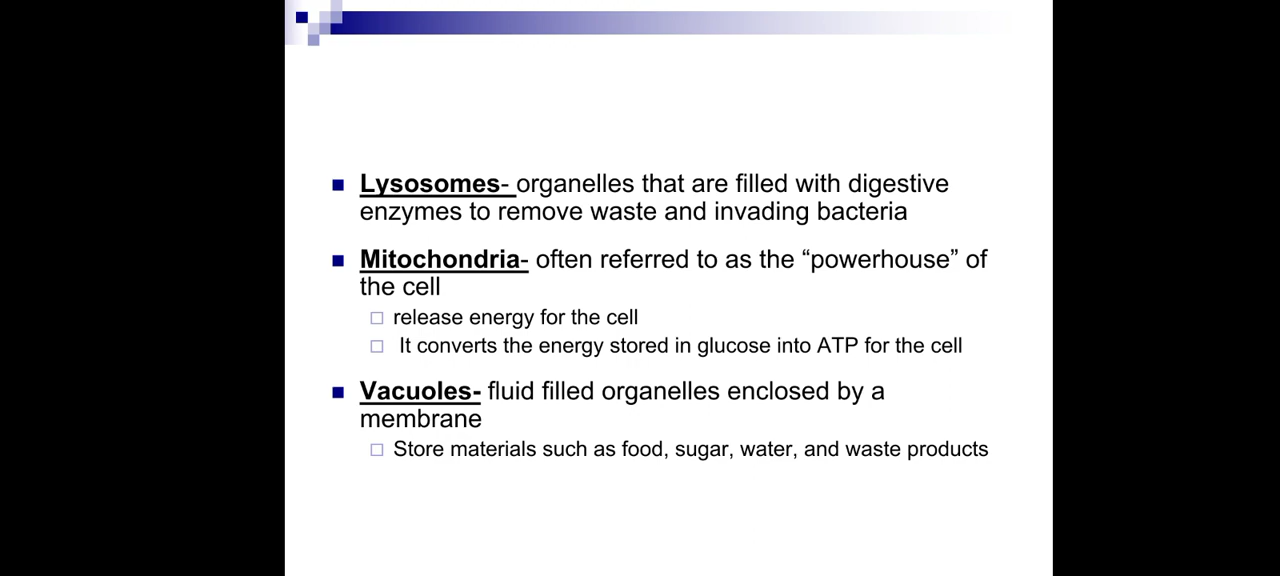 Lysosomes- organelles that are filled with digestive
enzymes to remove waste and invading bacteria
Mitochondria- often referred to as the “powerhouse” of
the cell
release energy for the cell
It converts the energy stored in glucose into ATP for the cell
Vacuoles- fluid filled organelles enclosed by a
membrane
Store materials such as food, sugar, water, and waste products